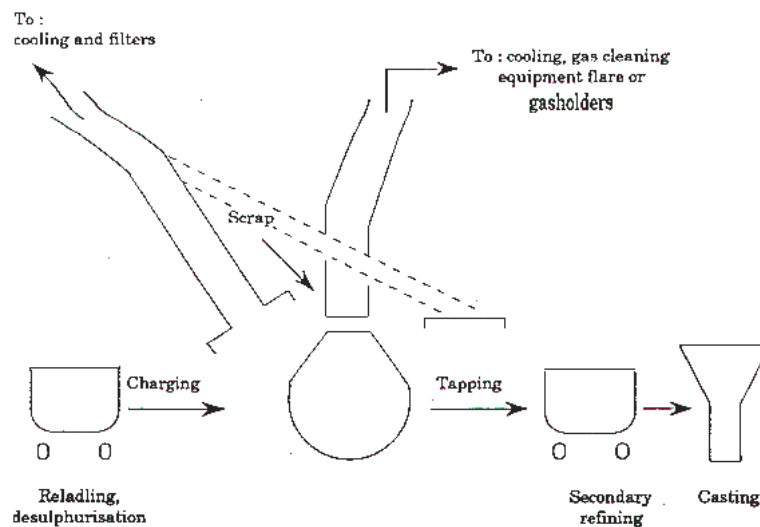 To :
cooling and filters
To : cooling, gas cleaning
equipment flare or
gasholders
Scrap
Charging
Tapping
Reladling,
desulphurisation
Secondary
refining
Casting